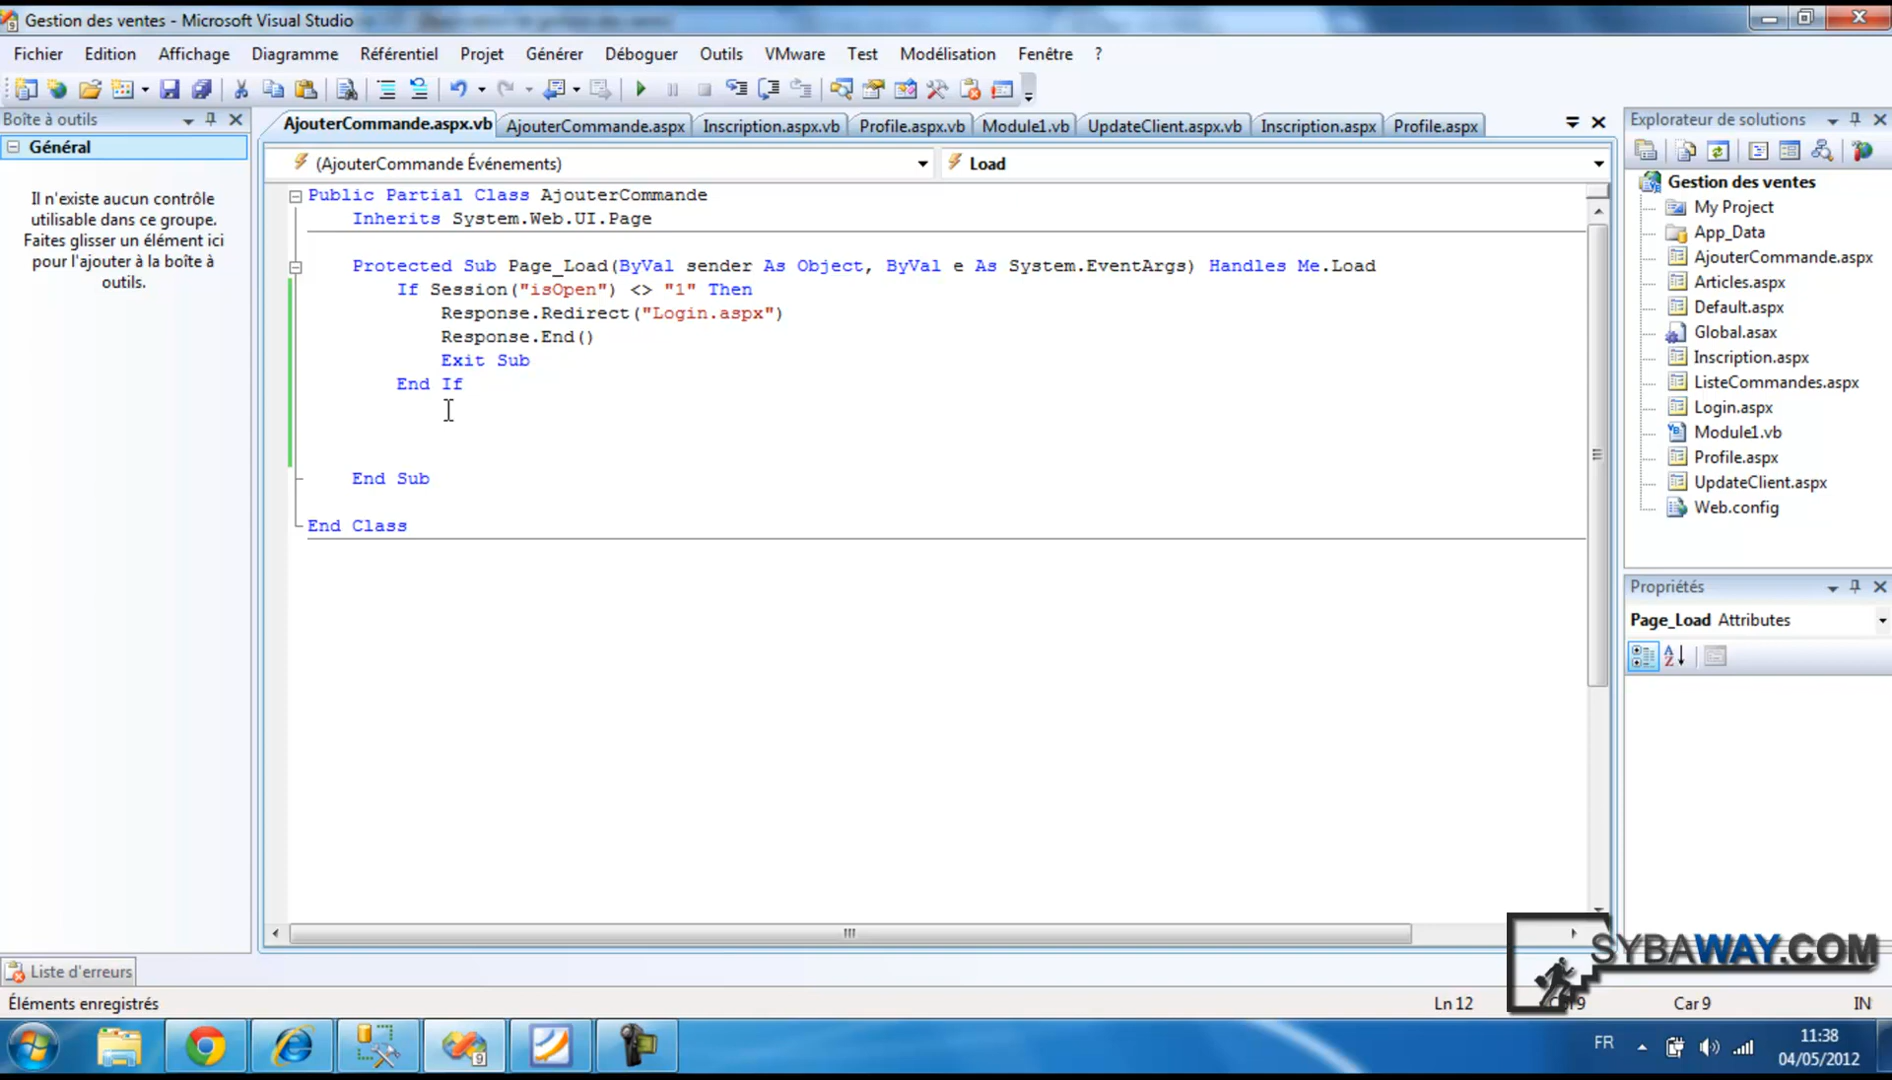 Gestion des ventes - Microsoft Visual Studio
Fichier Edition Affichage Diagramme Référentiel Projet Générer Déboguer Outils VMware Test Modélisation Fenêtre ?
Boîte à outils
Général
Il n'existe aucun contrôle
utilisable dans ce groupe.
Faites glisser un élément ici
pour l'ajouter à la boîte à
outils.
AjouterCommande.aspx.vb AjouterCommande.aspx Inscription.aspx.vb Profile.aspx.vb Module1.vb UpdateClient.aspx.vb Inscription.aspx Profile.aspx
(AjouterCommande Événements) Load
Public Partial Class AjouterCommande
Inherits System.Web.UI.Page
Protected Sub Page_Load(ByVal sender As Object, ByVal e As System.EventArgs) Handles Me.Load
If Session("isOpen") <> "1" Then
Response.Redirect("Login.aspx")
Response.End()
Exit Sub
End If
End Sub
End Class
Explorateur de solutions
Gestion des ventes
My Project
App_Data
AjouterCommande.aspx
Articles.aspx
Default.aspx
Global.asax
Inscription.aspx
ListeCommandes.aspx
Login.aspx
Module1.vb
Profile.aspx
UpdateClient.aspx
Web.config
Propriétés
Page_Load Attributes
SYBAWAY.COM
Liste d'erreurs
Éléments enregistrés Ln 12 Car 9 IN
FR 11:38
04/05/2012